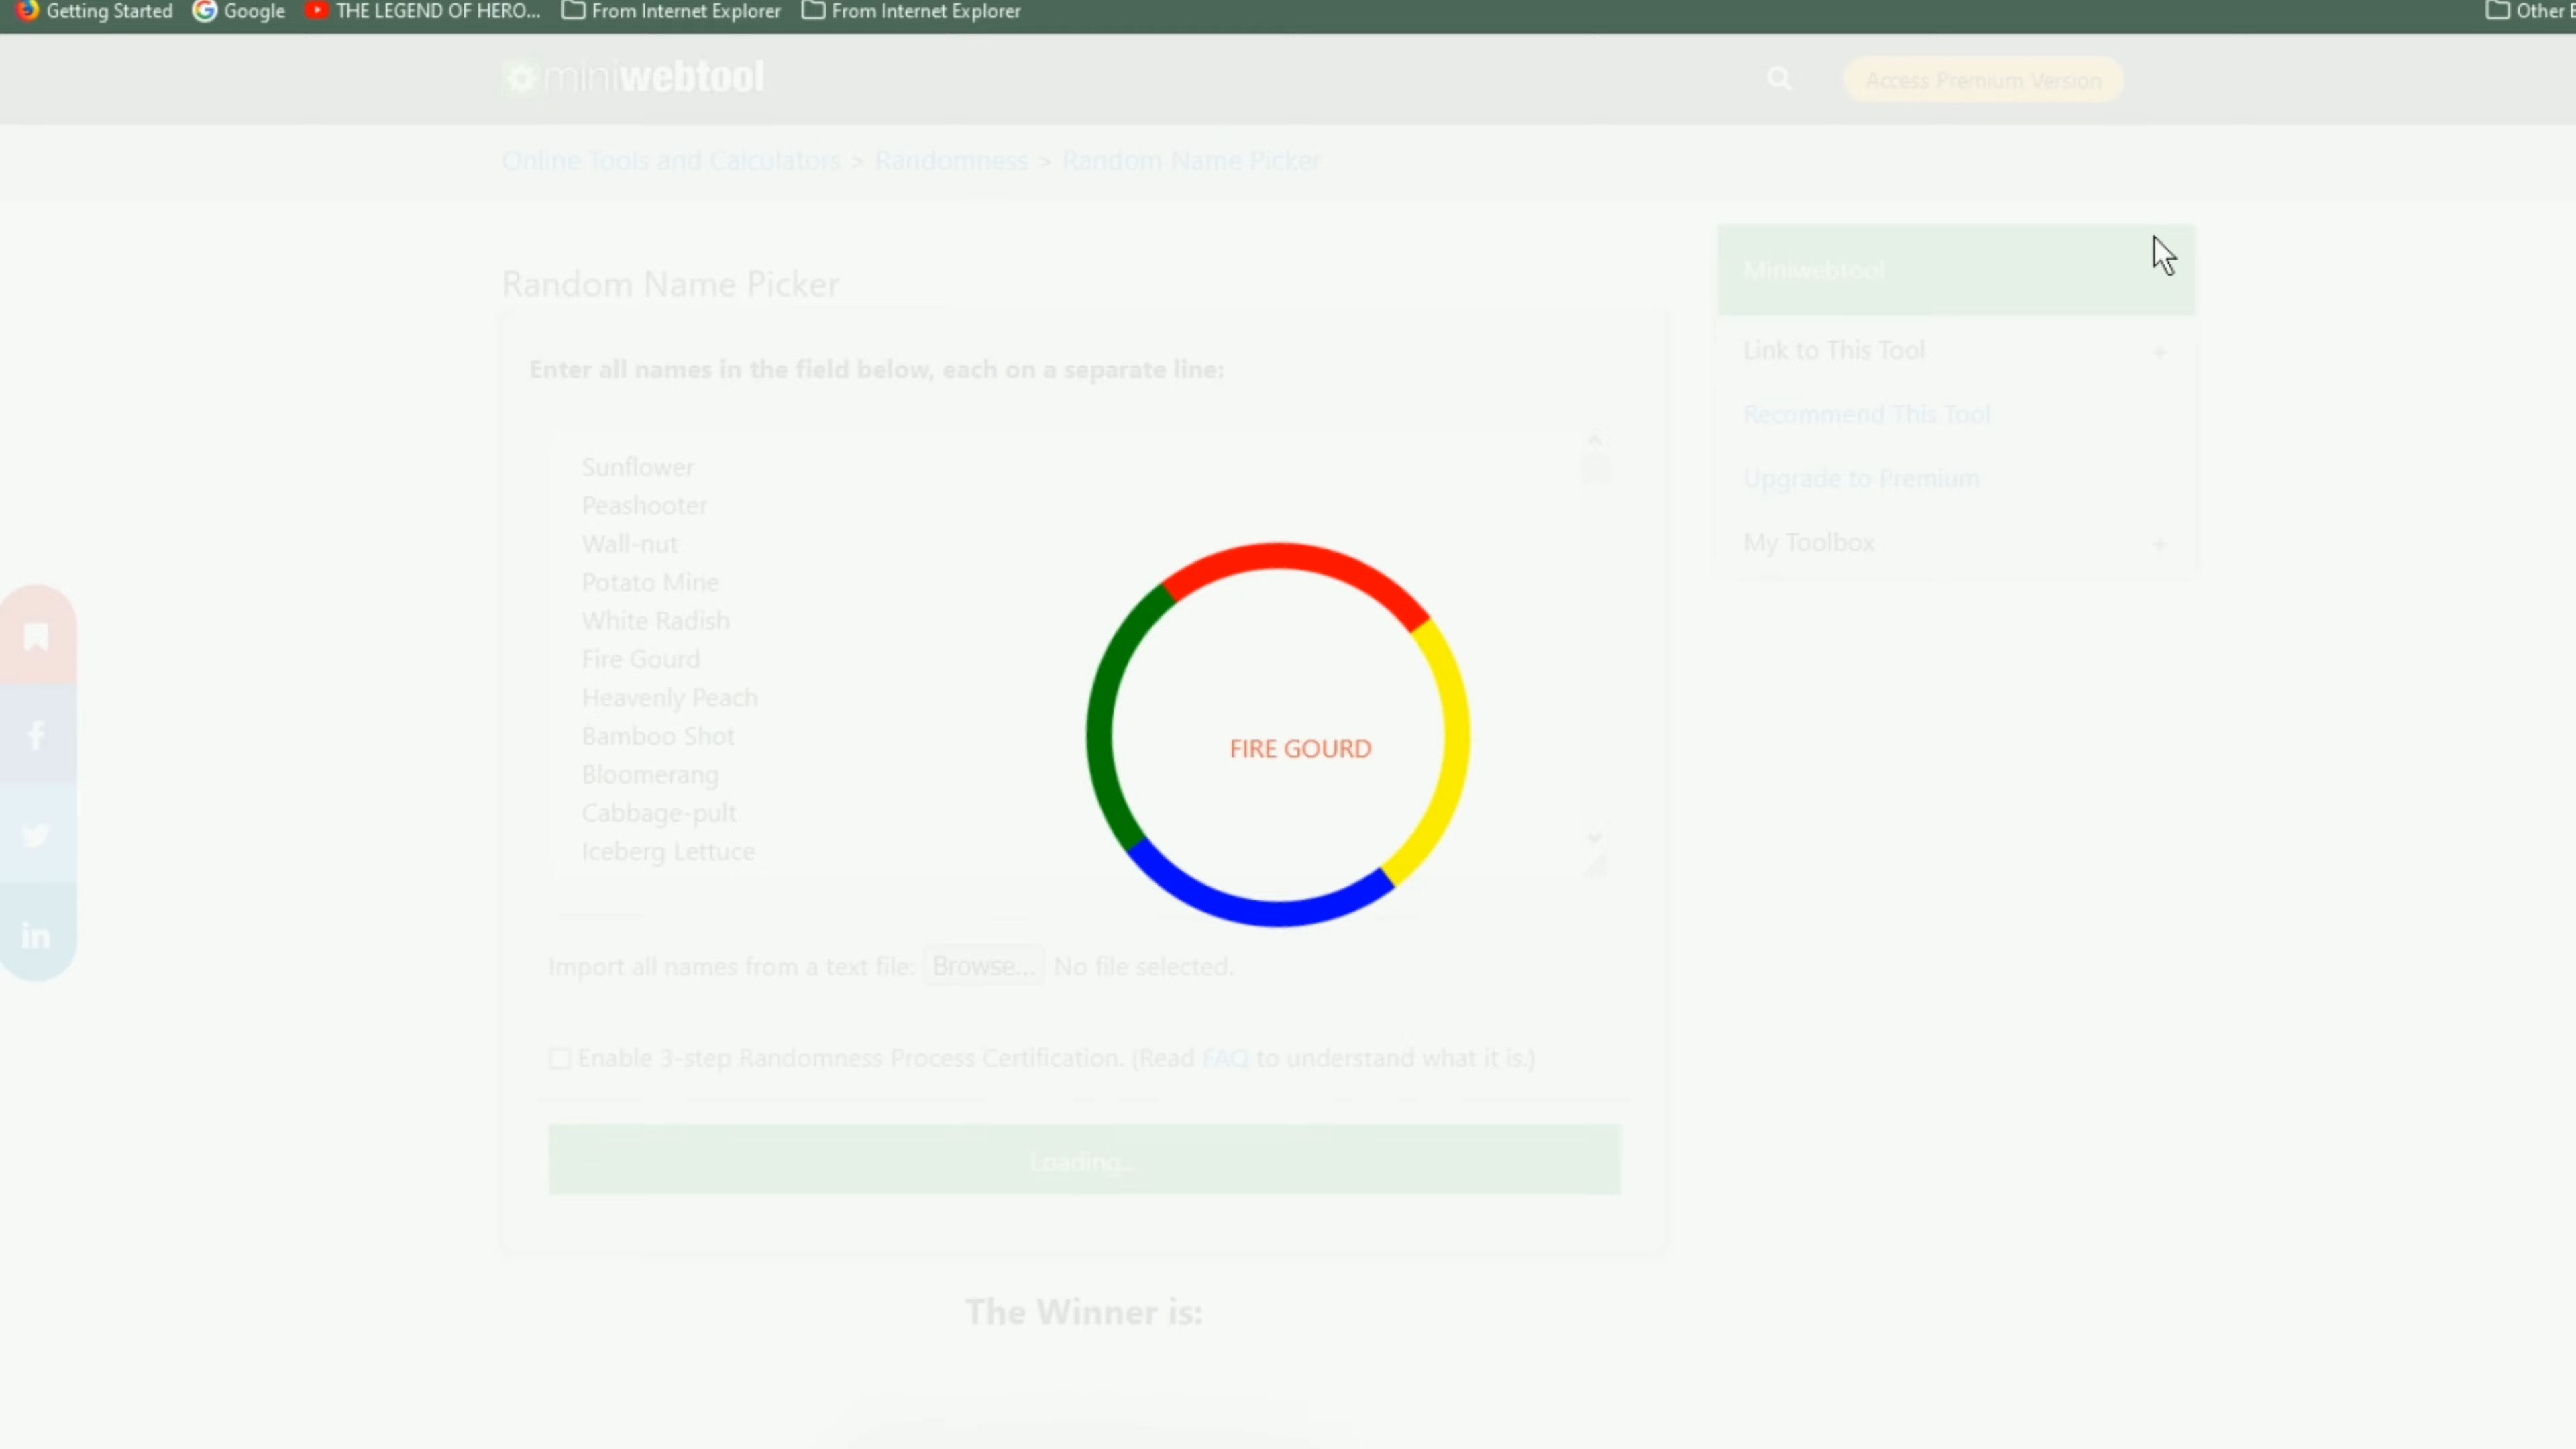 Getting Started Google THE LEGEND OF HERO... From Internet Explorer From Internet Explorer Other
miniwebtool
Access Premium Version
Online Tools and Calculators > Randomness > Random Name Picker
Random Name Picker
Miniwebtool
Link to This Tool +
Recommend This Tool
Upgrade to Premium
My Toolbox +
Enter all names in the field below, each on a separate line:
Sunflower
Peashooter
Wall-nut
Potato Mine
White Radish
Fire Gourd
Heavenly Peach
Bamboo Shot
Bloomerang
Cabbage-pult
Iceberg Lettuce
FIRE GOURD
f
in
Import all names from a text file: Browse... No file selected.
Enable 3-step Randomness Process Certification. (Read FAQ to understand what it is.)
Loading...
The Winner is: